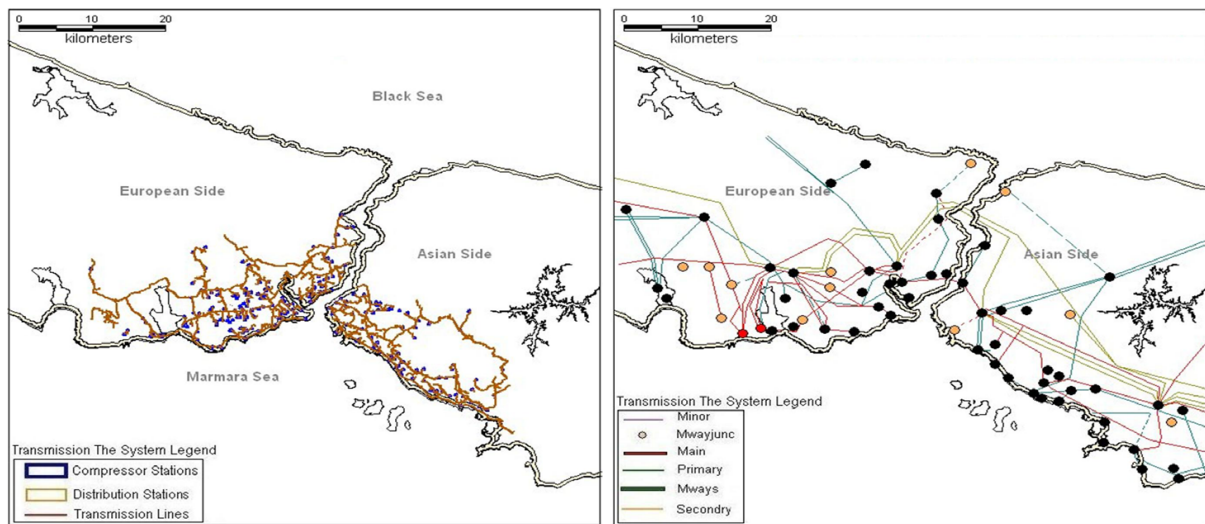 0 10 20
kilometers
Black Sea
European Side
Asian Side
Marmara Sea
Transmission The System Legend
Compressor Stations
Distribution Stations
Transmission Lines
0 10 20
kilometers
European Side
Asian Side
Transmission The System Legend
Minor
Mwayjunc
Main
Primary
Mways
Secondry